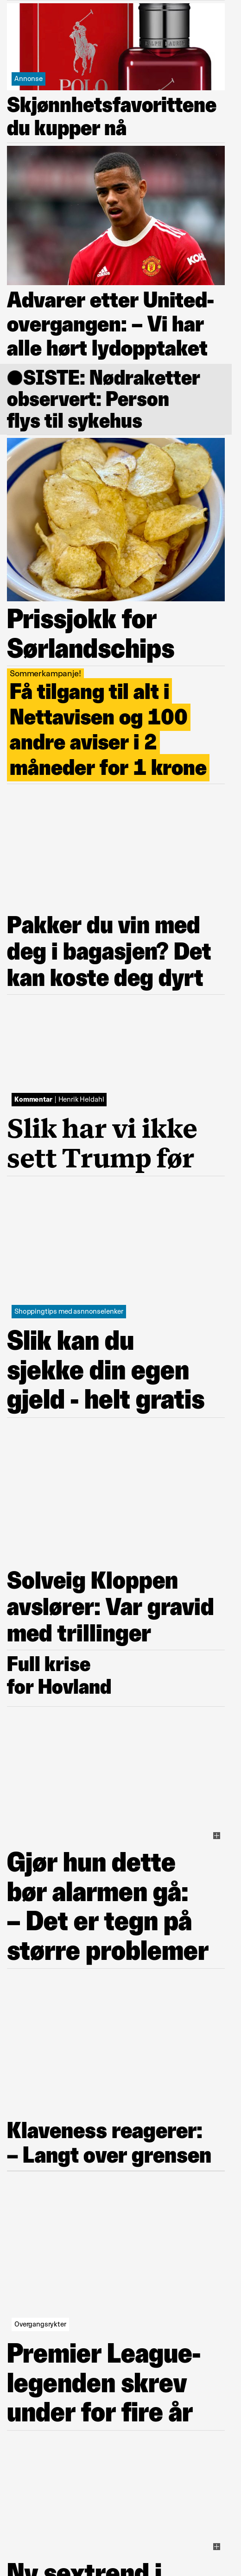 POLO
Annonse
Skjønnhetsfavorittene
du kupper nå
KOH
adidas
Advarer etter United-
overgangen: – Vi har
alle hørt lydopptaket
SISTE: Nødraketter
observert: Person
flys til sykehus
Prissjokk for
Sørlandschips
Sommerkampanje!
Få tilgang til alt i
Nettavisen og 100
andre aviser i 2
måneder for 1 krone
Pakker du vin med
deg i bagasjen? Det
kan koste deg dyrt
Kommentar | Henrik Heldahl
Slik har vi ikke
sett Trump før
Shoppingtips med asnnonselenker
Slik kan du
sjekke din egen
gjeld - helt gratis
Solveig Kloppen
avslører: Var gravid
med trillinger
Full krise
for Hovland
Gjør hun dette
bør alarmen gå:
– Det er tegn på
større problemer
Klaveness reagerer:
– Langt over grensen
Overgangsrykter
Premier League-
legenden skrev
under for fire år
Ny sextrend i